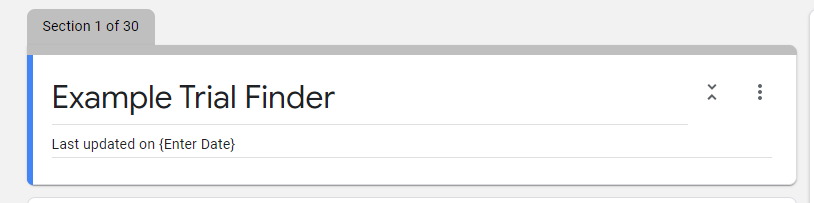 Section 1 of 30
Example Trial Finder
Last updated on {Enter Date}